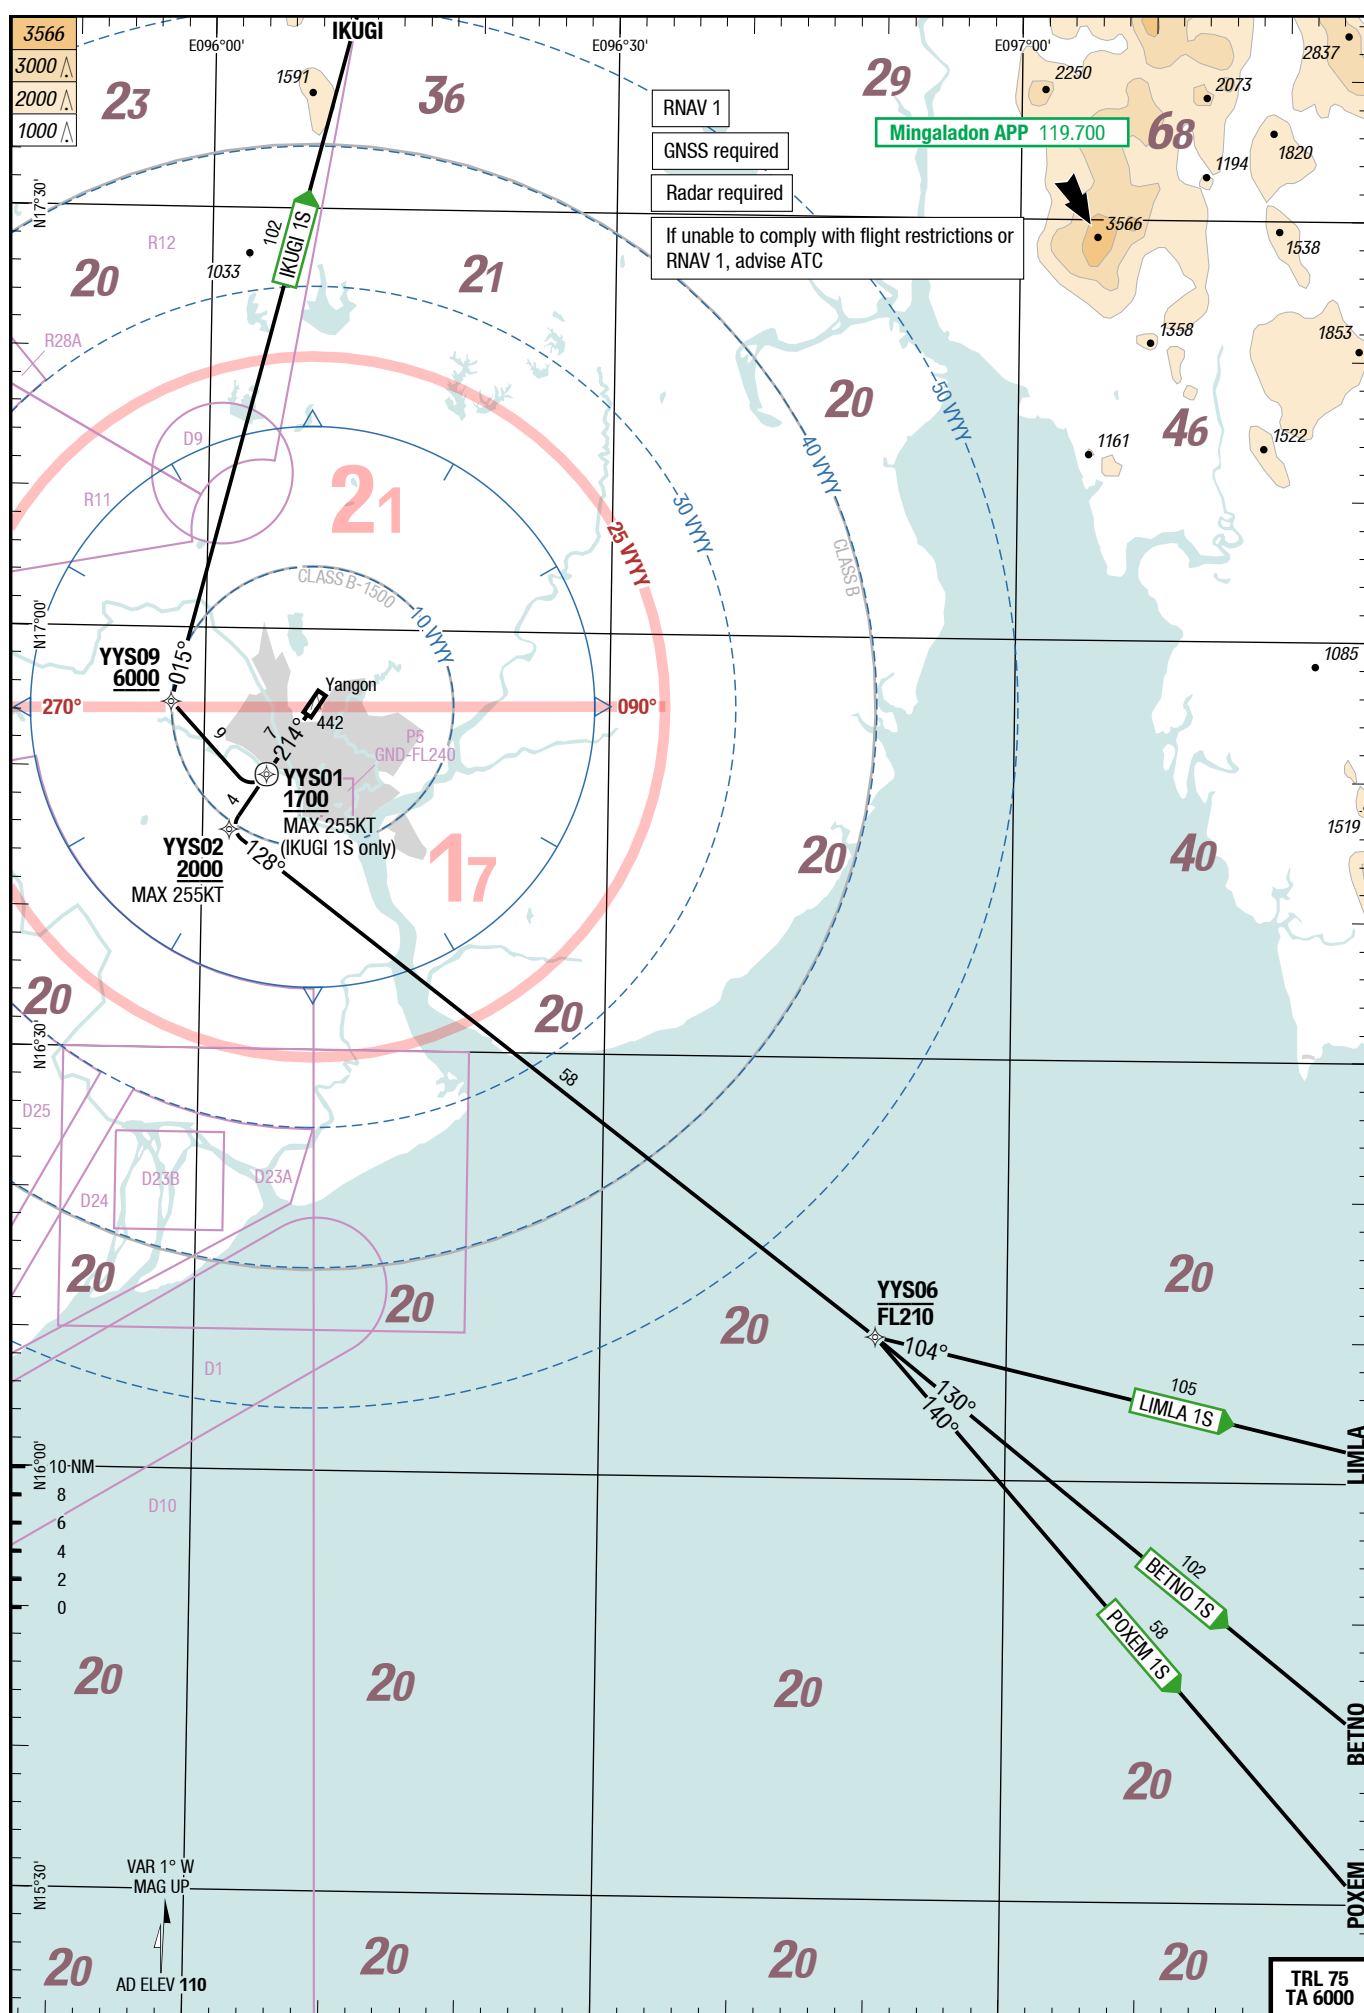 3566
3000
2000
1000
E096°00'
IKUGI
E096°30'
E097°00'
1591
23
36
29
2250
2837
2073
68
1820
1194
RNAV 1
GNSS required
Radar required
If unable to comply with flight restrictions or
RNAV 1, advise ATC
Mingaladon APP 119.700
3566
1538
N17°30'
R12
102
IKUGI 1S
1033
20
21
R28A
1358
1853
20
50 VYYY
46
1522
1161
40 VYYY
D9
R11
21
30 VYYY
25 VYYY
CLASS B
CLASS B-1500
10 VYYY
N17°00'
YYS09
6000
015°
Yangon
442
270°
090°
1085
9
7
214°
P5
GND-FL240
YYS01
1700
MAX 255KT
(IKUGI 1S only)
4
YYS02
2000
MAX 255KT
128°
17
20
40
1519
20
20
N16°30'
58
D25
D24
D23B
D23A
20
20
20
20
YYS06
FL210
104°
130°
140°
105
LIMLA 1S
LIMLA
D1
D10
N16°00'
10 NM
8
6
4
2
0
102
BETNO 1S
BETNO
58
POXEM 1S
POXEM
20
20
20
20
N15°30'
VAR 1° W
MAG UP
AD ELEV 110
20
20
20
20
TRL 75
TA 6000